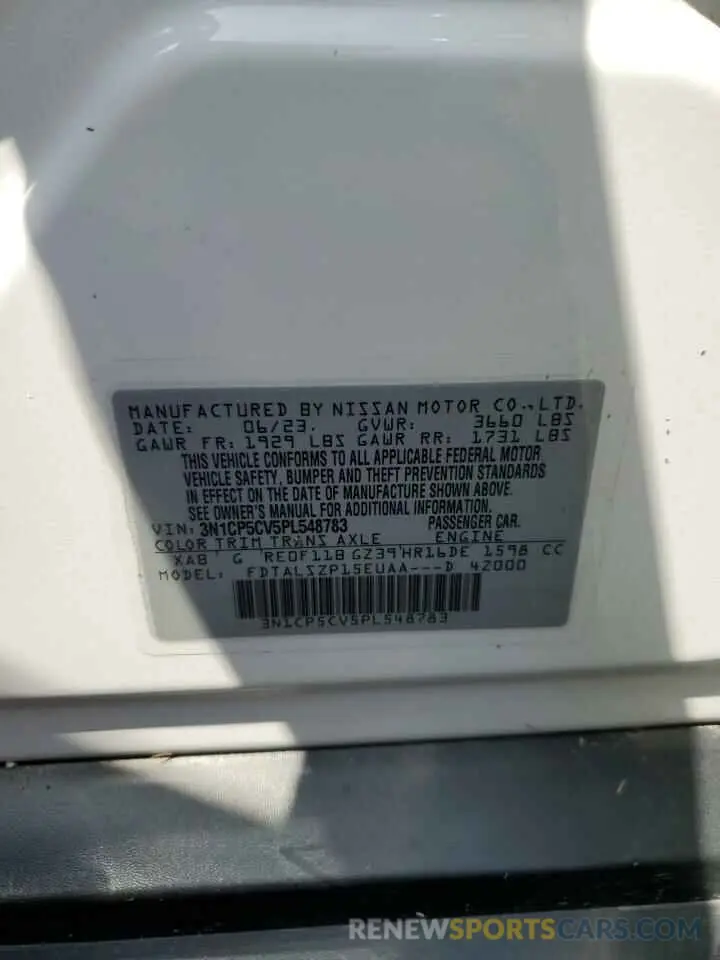 MANUFACTURED BY NISSAN MOTOR CO.,LTD.
DATE: 06/23. GVWR: 3660 LBS
GAWR FR: 1929 LBS GAWR RR: 1731 LBS
THIS VEHICLE CONFORMS TO ALL APPLICABLE FEDERAL MOTOR
VEHICLE SAFETY, BUMPER AND THEFT PREVENTION STANDARDS
IN EFFECT ON THE DATE OF MANUFACTURE SHOWN ABOVE.
SEE OWNER'S MANUAL FOR ADDITIONAL INFORMATION.
VIN: 3N1CP5CV5PL548783 PASSENGER CAR.
COLOR TRIM TRANS AXLE ENGINE
XAB G RE0F11B GZ39 HR16DE 1598 CC
MODEL: FDTALSZP15EUAA---D 42000
3N1CP5CV5PL548783
RENEWSPORTSCARS.COM